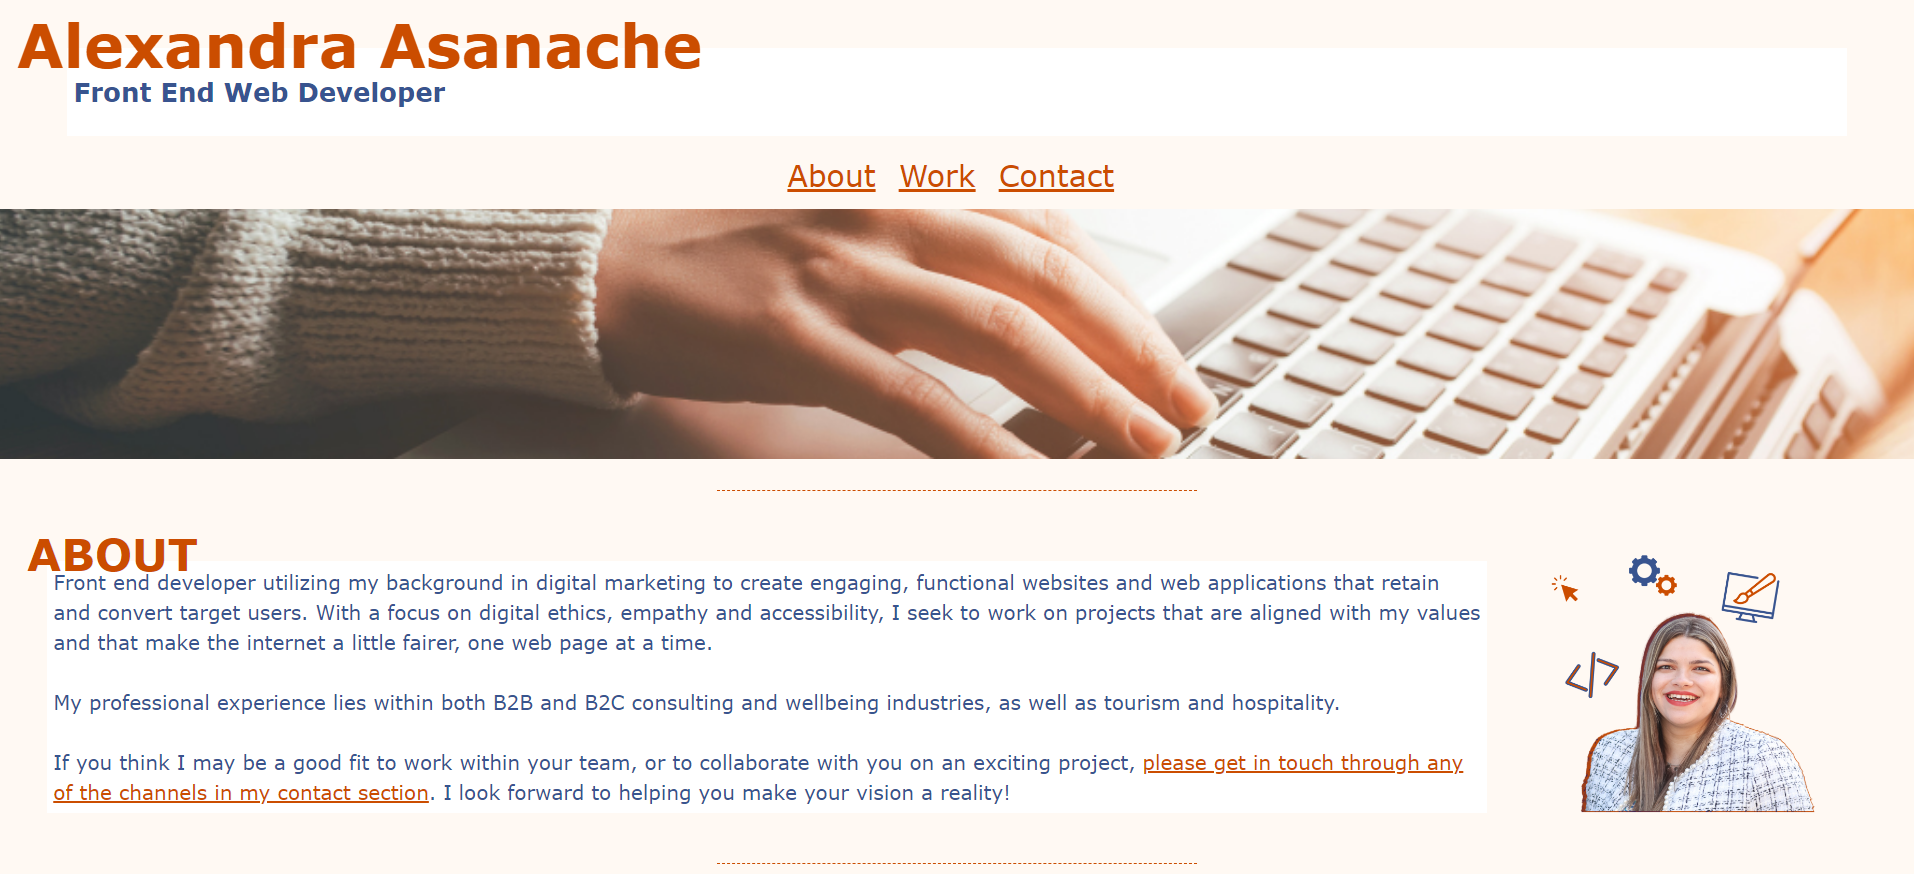 Alexandra Asanache
Front End Web Developer
About Work Contact
ABOUT
Front end developer utilizing my background in digital marketing to create engaging, functional websites and web applications that retain
and convert target users. With a focus on digital ethics, empathy and accessibility, I seek to work on projects that are aligned with my values
and that make the internet a little fairer, one web page at a time.
My professional experience lies within both B2B and B2C consulting and wellbeing industries, as well as tourism and hospitality.
If you think I may be a good fit to work within your team, or to collaborate with you on an exciting project, please get in touch through any
of the channels in my contact section. I look forward to helping you make your vision a reality!